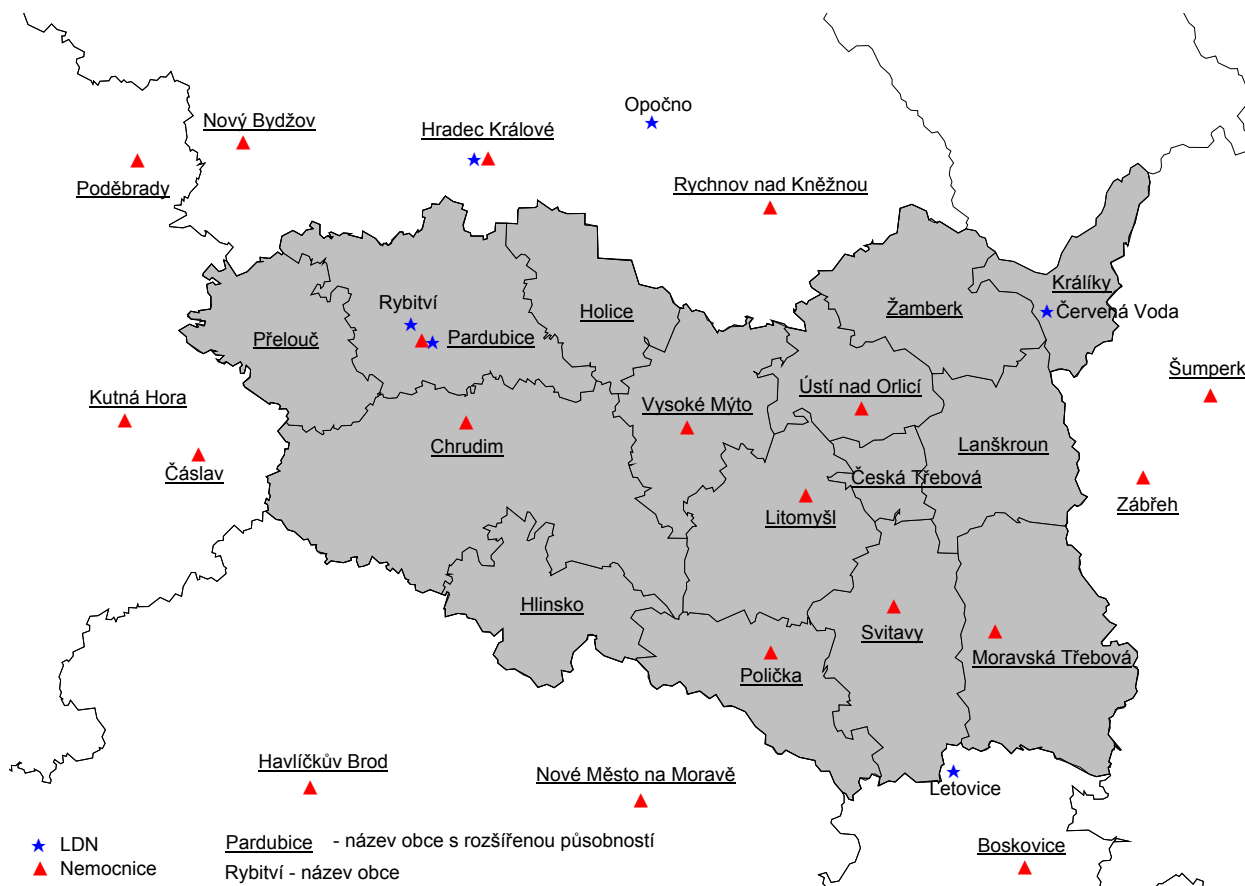 Opočno
Nový Bydžov
Hradec Králové
Poděbrady
Rychnov nad Kněžnou
Králíky
Rybitví
Žamberk
Červená Voda
Holice
Přelouč
Pardubice
Šumperk
Ústí nad Orlicí
Kutná Hora
Vysoké Mýto
Chrudim
Lanškroun
Čáslav
Česká Třebová
Zábřeh
Litomyšl
Hlinsko
Svitavy
Moravská Třebová
Polička
Havlíčkův Brod
Nové Město na Moravě
Letovice
LDN
Pardubice - název obce s rozšířenou působností
Boskovice
Nemocnice
Rybitví - název obce